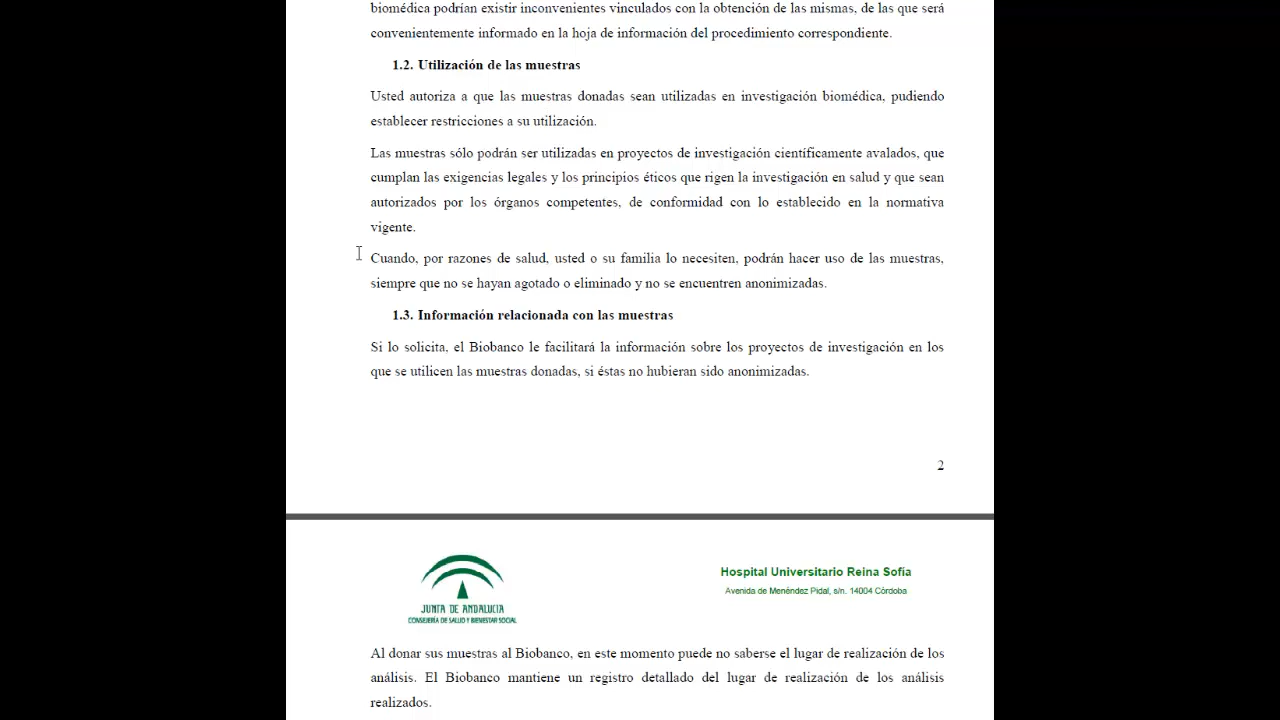 biomédica podrían existir inconvenientes vinculados con la obtención de las mismas, de las que será
convenientemente informado en la hoja de información del procedimiento correspondiente.
1.2. Utilización de las muestras
Usted autoriza a que las muestras donadas sean utilizadas en investigación biomédica, pudiendo
establecer restricciones a su utilización.
Las muestras sólo podrán ser utilizadas en proyectos de investigación científicamente avalados, que
cumplan las exigencias legales y los principios éticos que rigen la investigación en salud y que sean
autorizados por los órganos competentes, de conformidad con lo establecido en la normativa
vigente.
Cuando, por razones de salud, usted o su familia lo necesiten, podrán hacer uso de las muestras,
siempre que no se hayan agotado o eliminado y no se encuentren anonimizadas.
1.3. Información relacionada con las muestras
Si lo solicita, el Biobanco le facilitará la información sobre los proyectos de investigación en los
que se utilicen las muestras donadas, si éstas no hubieran sido anonimizadas.
2
JUNTA DE ANDALUCIA
CONSEJERÍA DE SALUD Y BIENESTAR SOCIAL
Hospital Universitario Reina Sofía
Avenida de Menéndez Pidal, s/n. 14004 Córdoba
Al donar sus muestras al Biobanco, en este momento puede no saberse el lugar de realización de los
análisis. El Biobanco mantiene un registro detallado del lugar de realización de los análisis
realizados.